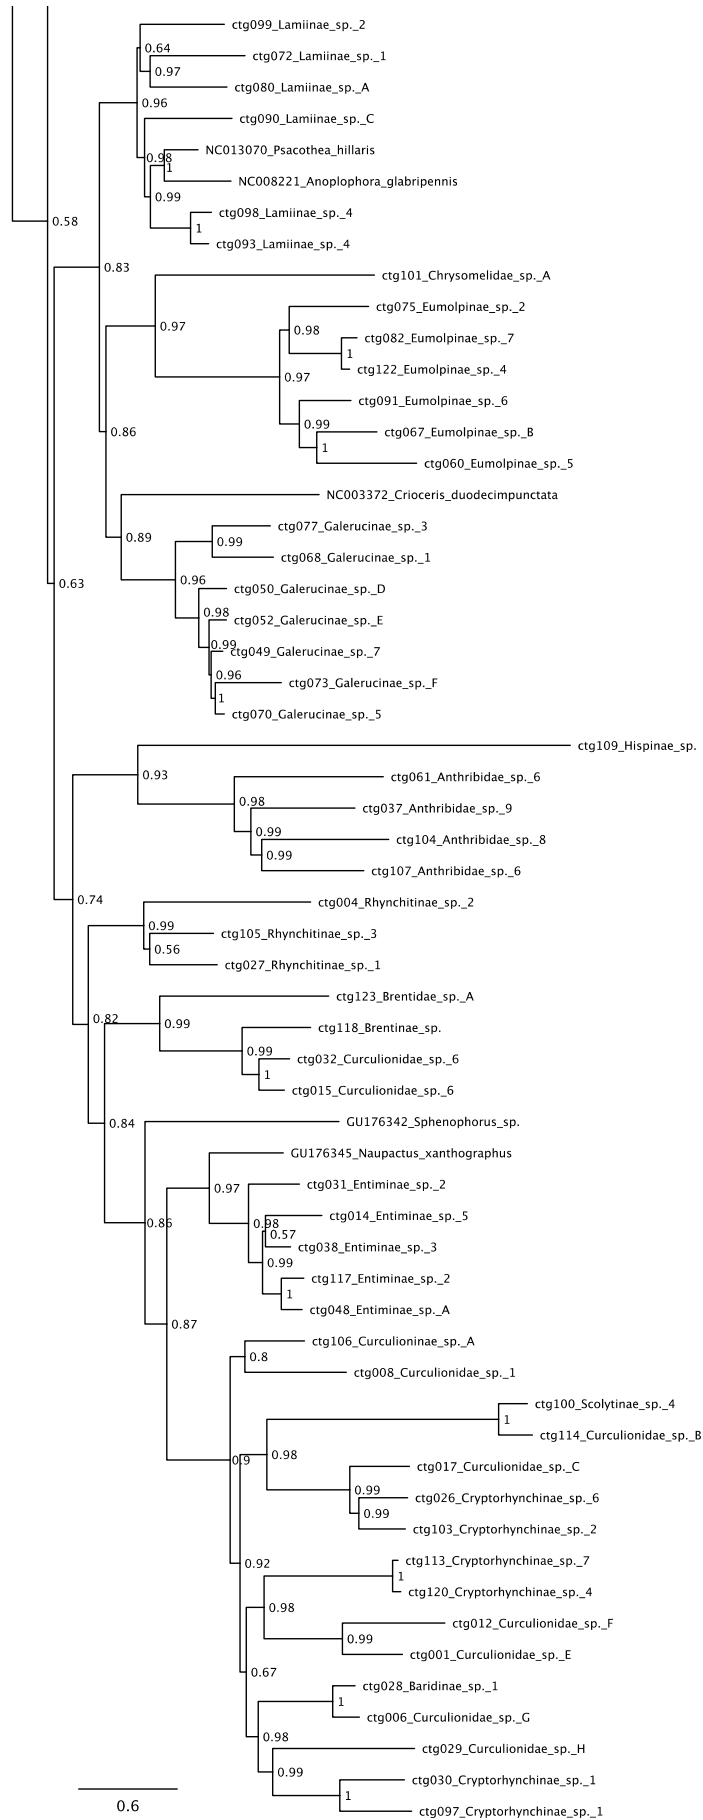 ctg099_Lamiinae_sp._2
0.64
ctg072_Lamiinae_sp._1
0.97
ctg080_Lamiinae_sp._A
0.96
ctg090_Lamiinae_sp._C
NC013070_Psacothea_hillaris
0.98
1
NC008221_Anoplophora_glabripennis
0.99
ctg098_Lamiinae_sp._4
0.58
1
ctg093_Lamiinae_sp._4
0.83
ctg101_Chrysomelidae_sp._A
ctg075_Eumolpinae_sp._2
0.97
0.98
ctg082_Eumolpinae_sp._7
1
ctg122_Eumolpinae_sp._4
0.97
ctg091_Eumolpinae_sp._6
0.99
0.86
ctg067_Eumolpinae_sp._B
1
ctg060_Eumolpinae_sp._5
NC003372_Crioceris_duodecimpunctata
ctg077_Galerucinae_sp._3
0.89
0.99
ctg068_Galerucinae_sp._1
0.96
0.63
ctg050_Galerucinae_sp._D
0.98
ctg052_Galerucinae_sp._E
0.99
ctg049_Galerucinae_sp._7
0.96
ctg073_Galerucinae_sp._F
1
ctg070_Galerucinae_sp._5
ctg109_Hispinae_sp.
0.93
ctg061_Anthribidae_sp._6
0.98
ctg037_Anthribidae_sp._9
0.99
ctg104_Anthribidae_sp._8
0.99
ctg107_Anthribidae_sp._6
0.74
ctg004_Rhynchitinae_sp._2
0.99
ctg105_Rhynchitinae_sp._3
0.56
ctg027_Rhynchitinae_sp._1
ctg123_Brentidae_sp._A
0.82
0.99
ctg118_Brentinae_sp.
0.99
ctg032_Curculionidae_sp._6
1
ctg015_Curculionidae_sp._6
0.84
GU176342_Sphenophorus_sp.
GU176345_Naupactus_xanthographus
0.97
ctg031_Entiminae_sp._2
0.86
ctg014_Entiminae_sp._5
0.98
0.57
ctg038_Entiminae_sp._3
0.99
ctg117_Entiminae_sp._2
1
ctg048_Entiminae_sp._A
0.87
ctg106_Curculioninae_sp._A
0.8
ctg008_Curculionidae_sp._1
ctg100_Scolytinae_sp._4
1
ctg114_Curculionidae_sp._B
0.9
0.98
ctg017_Curculionidae_sp._C
0.99
ctg026_Cryptorhynchinae_sp._6
0.99
ctg103_Cryptorhynchinae_sp._2
0.92
ctg113_Cryptorhynchinae_sp._7
1
ctg120_Cryptorhynchinae_sp._4
0.98
ctg012_Curculionidae_sp._F
0.99
ctg001_Curculionidae_sp._E
0.67
ctg028_Baridinae_sp._1
1
ctg006_Curculionidae_sp._G
0.98
ctg029_Curculionidae_sp._H
0.99
ctg030_Cryptorhynchinae_sp._1
1
ctg097_Cryptorhynchinae_sp._1
0.6